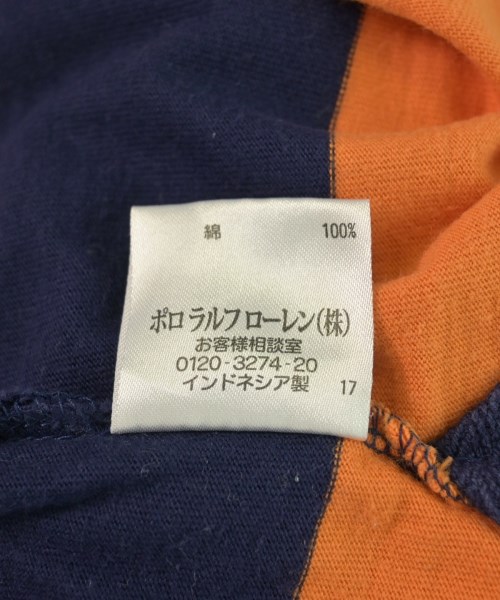 綿 100%
ポロ ラルフ ローレン(株)
お客様相談室
0120-3274-20
インドネシア製 17